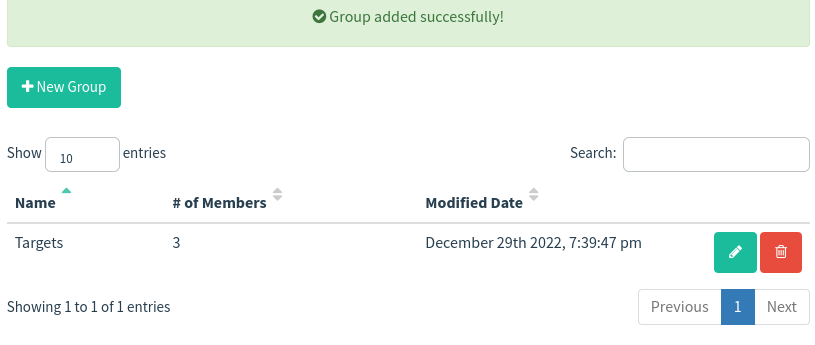 Group added successfully!
New Group
Show 10 entries Search:
Name # of Members Modified Date
Targets 3 December 29th 2022, 7:39:47 pm
Showing 1 to 1 of 1 entries Previous 1 Next